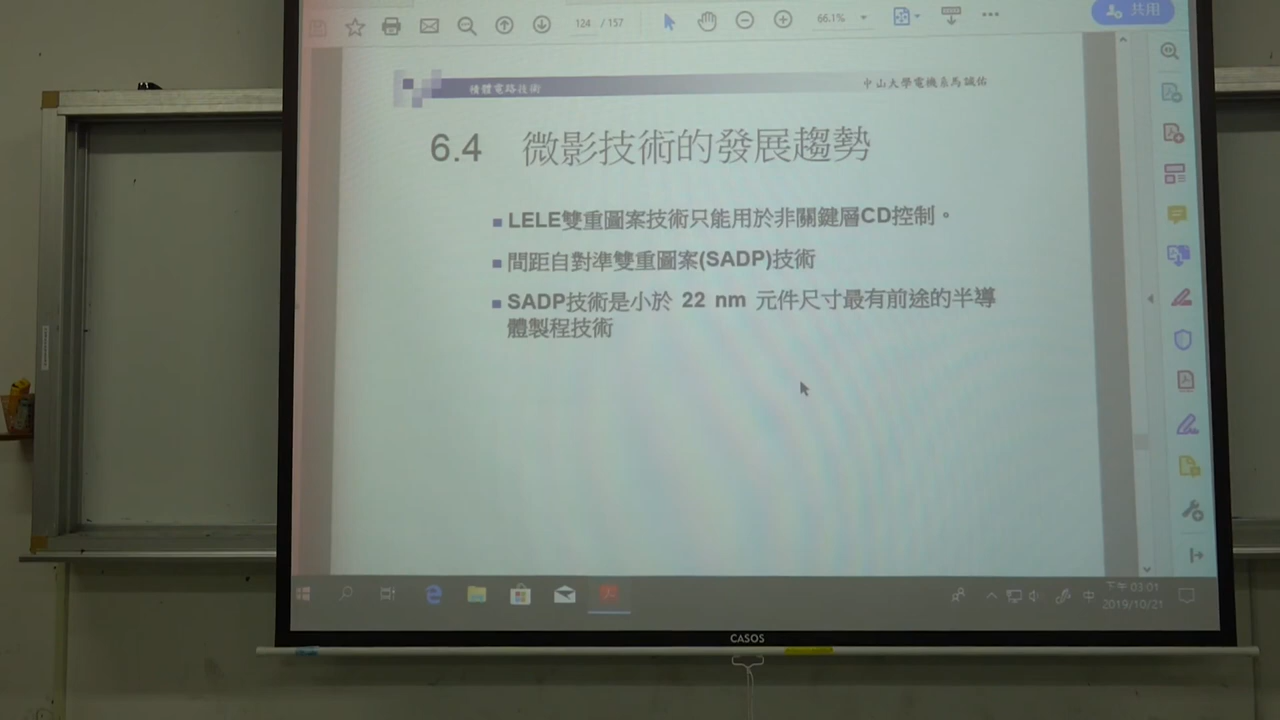 124 / 157
66.1%
共用
積體電路技術
中山大學電機系馬誠佑
6.4 微影技術的發展趨勢
LELE雙重圖案技術只能用於非關鍵層CD控制。
間距自對準雙重圖案(SADP)技術
SADP技術是小於 22 nm 元件尺寸最有前途的半導
體製程技術
中
下午 03:01
2019/10/21
CASOS